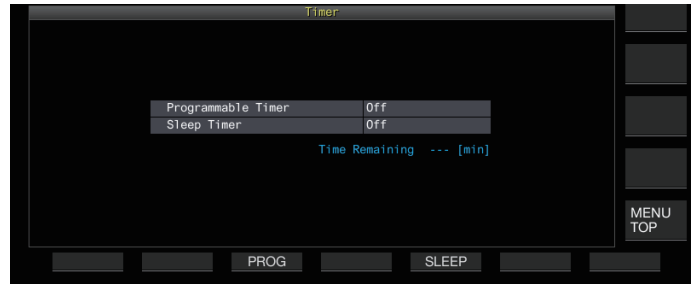 Timer
Programmable Timer Off
Sleep Timer Off
Time Remaining --- [min]
MENU
TOP
PROG SLEEP